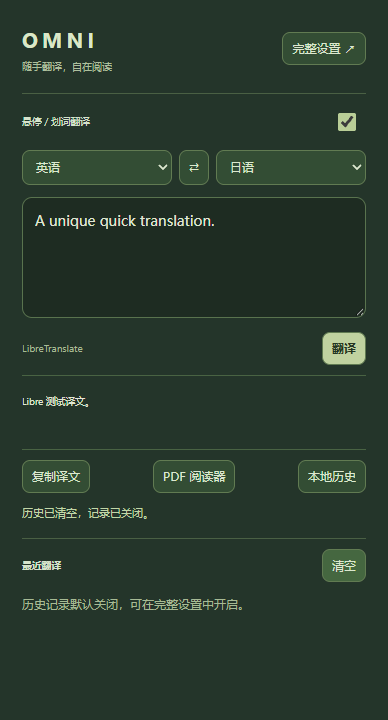 OMNI
随手翻译，自在阅读
完整设置 ↗
悬停 / 划词翻译
英语
⇄
日语
A unique quick translation.
LibreTranslate
翻译
Libre 测试译文。
复制译文
PDF 阅读器
本地历史
历史已清空，记录已关闭。
最近翻译
清空
历史记录默认关闭，可在完整设置中开启。